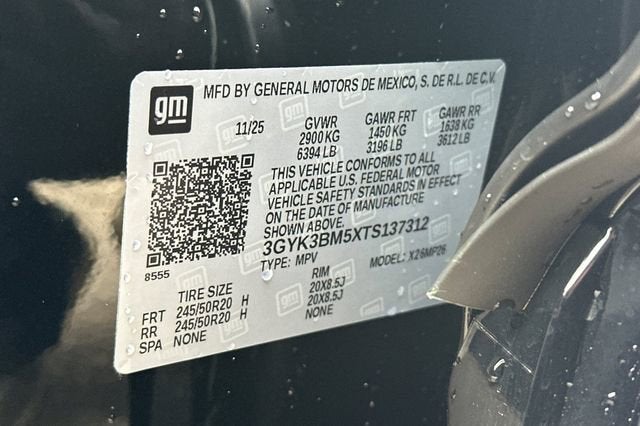 gm
MFD BY GENERAL MOTORS DE MEXICO, S. DE R.L. DE C.V.
11/25 GVWR GAWR FRT GAWR RR
2900 KG 1450 KG 1638 KG
6394 LB 3196 LB 3612 LB
THIS VEHICLE CONFORMS TO ALL
APPLICABLE U.S. FEDERAL MOTOR
VEHICLE SAFETY STANDARDS IN EFFECT
ON THE DATE OF MANUFACTURE
SHOWN ABOVE.
3GYK3BM5XTS137312
8555 TYPE: MPV MODEL: X26MP26
TIRE SIZE RIM
FRT 245/50R20 H 20X8.5J
RR 245/50R20 H 20X8.5J
SPA NONE NONE